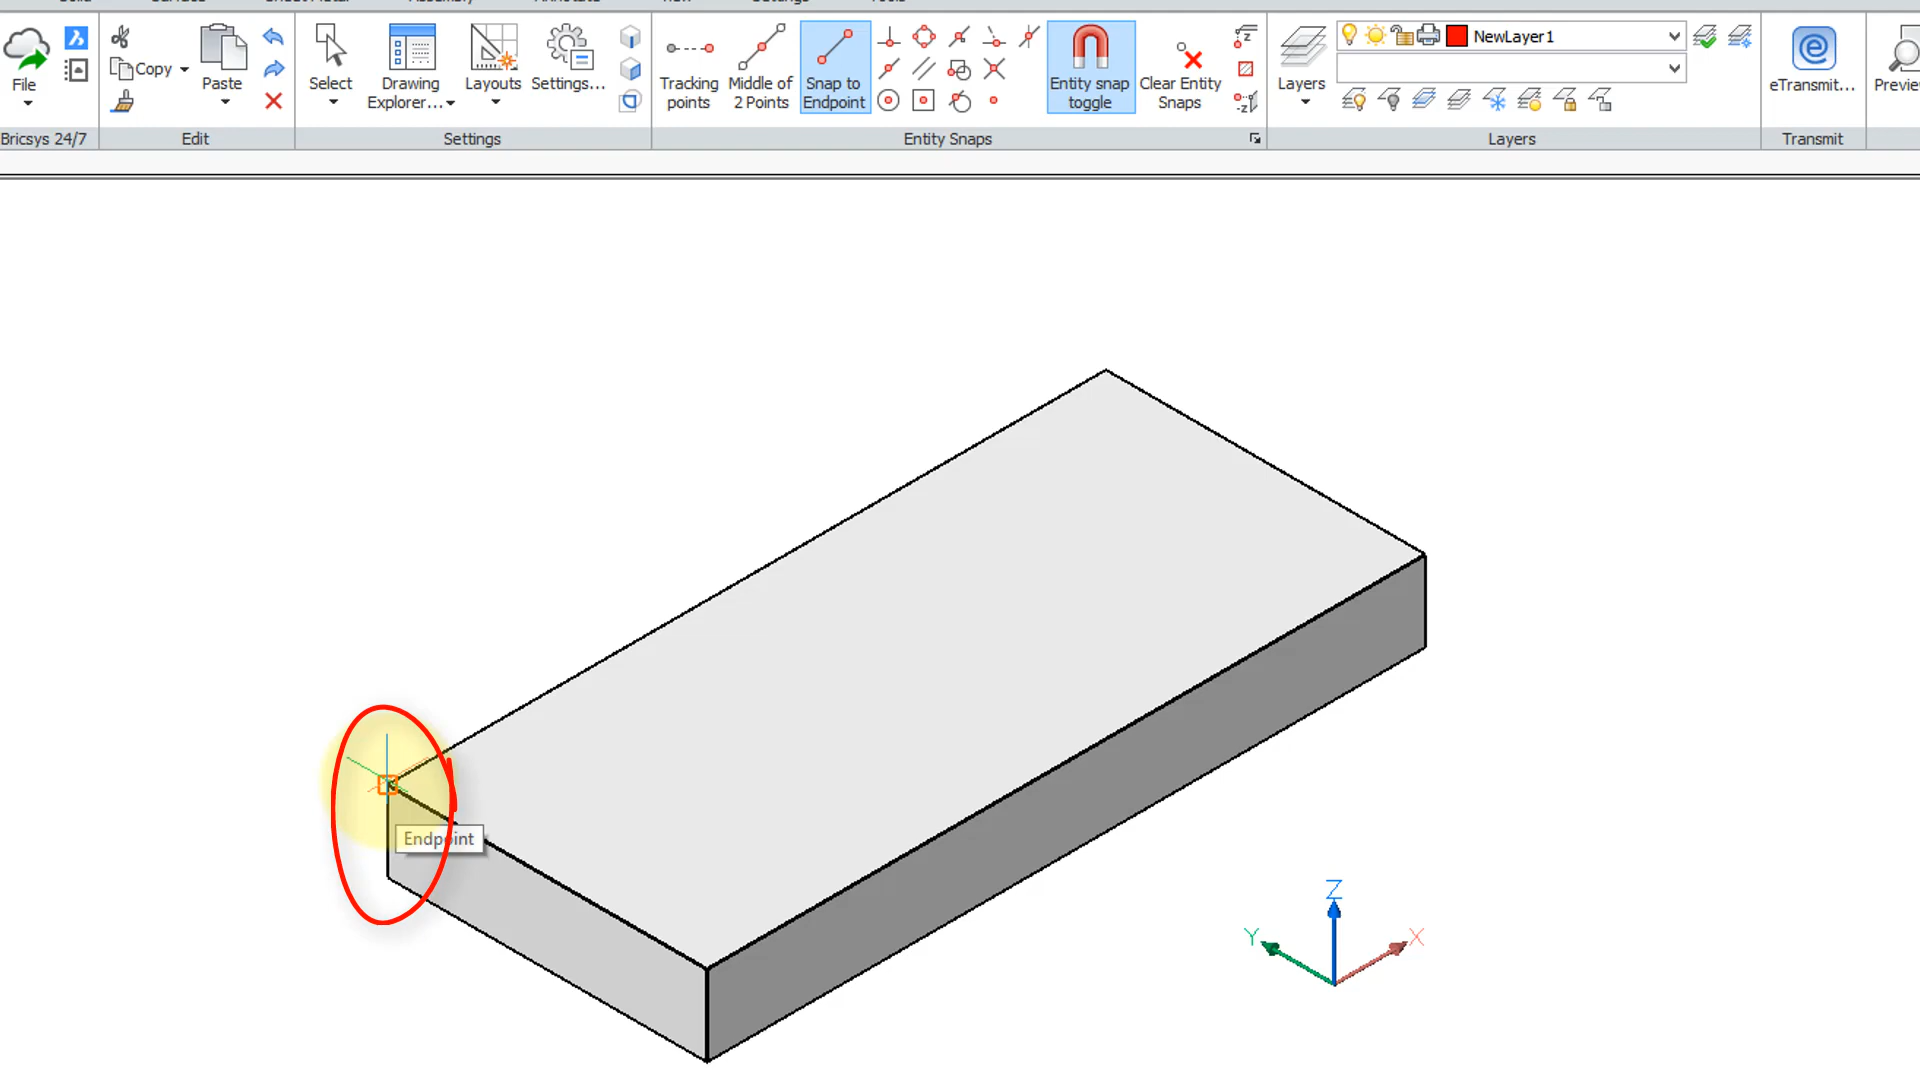 File
Copy
Paste
Select
Drawing
Explorer...
Layouts
Settings...
Tracking
points
Middle of
2 Points
Snap to
Endpoint
Entity snap
toggle
Clear Entity
Snaps
Layers
NewLayer1
eTransmit...
Bricsys 24/7
Edit
Settings
Entity Snaps
Layers
Transmit
Endpoint
Z
Y
X